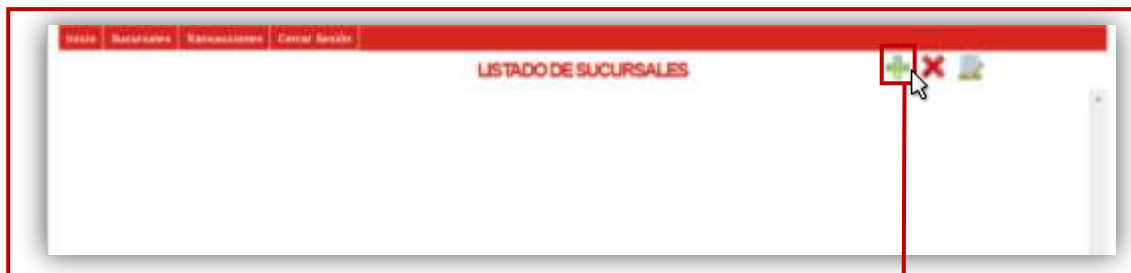 Inicio Sucursales Transacciones Cerrar Sesión
LISTADO DE SUCURSALES